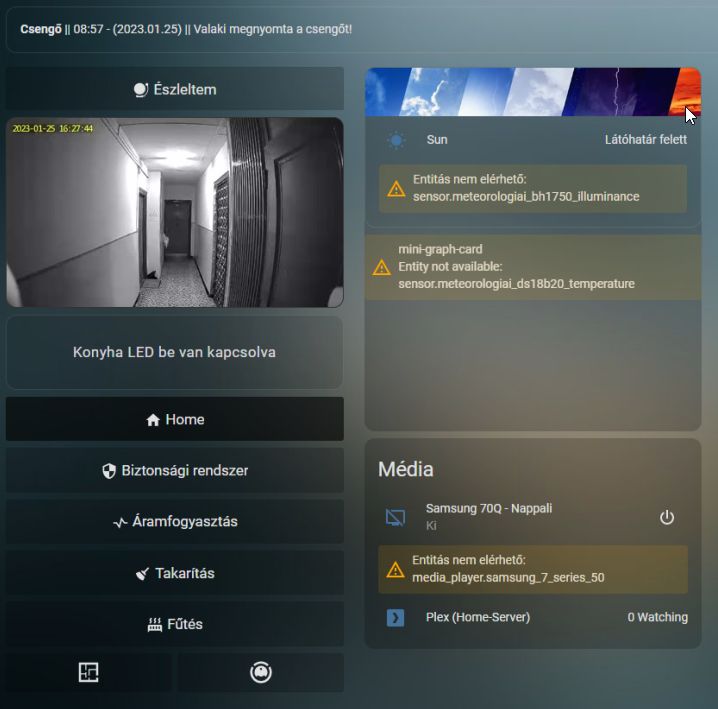 Csengő || 08:57 - (2023.01.25) || Valaki megnyomta a csengőt!
Észleltem
2023-01-25 16:27:44
Konyha LED be van kapcsolva
Home
Biztonsági rendszer
Áramfogyasztás
Takarítás
Fűtés
Sun
Látóhatár felett
Entitás nem elérhető:
sensor.meteorologiai_bh1750_illuminance
mini-graph-card
Entity not available:
sensor.meteorologiai_ds18b20_temperature
Média
Samsung 70Q - Nappali
Ki
Entitás nem elérhető:
media_player.samsung_7_series_50
Plex (Home-Server)
0 Watching